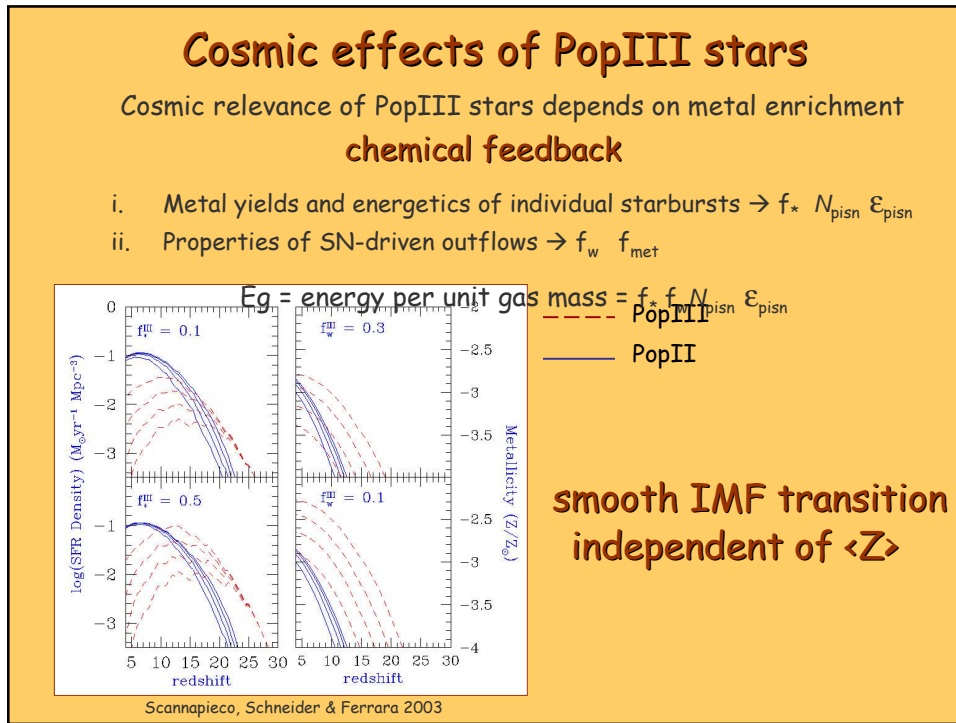 Cosmic effects of PopIII stars
Cosmic relevance of PopIII stars depends on metal enrichment
chemical feedback
i. Metal yields and energetics of individual starbursts → f* Npisn εpisn
ii. Properties of SN-driven outflows → fw fmet
Eg = energy per unit gas mass = f* fw Npisn εpisn
PopIII
PopII
f*III = 0.1
fwIII = 0.3
f*III = 0.5
fwIII = 0.1
log(SFR Density) (M⊙yr−1 Mpc−3)
0
−1
−2
−3
−1
−2
−3
−2
−2.5
−3
−3.5
−4
−2.5
−3
−3.5
−4
Metallicity (Z/Z⊙)
5 10 15 20 25 30 5 10 15 20 25 30
redshift redshift
smooth IMF transition
independent of <Z>
Scannapieco, Schneider & Ferrara 2003